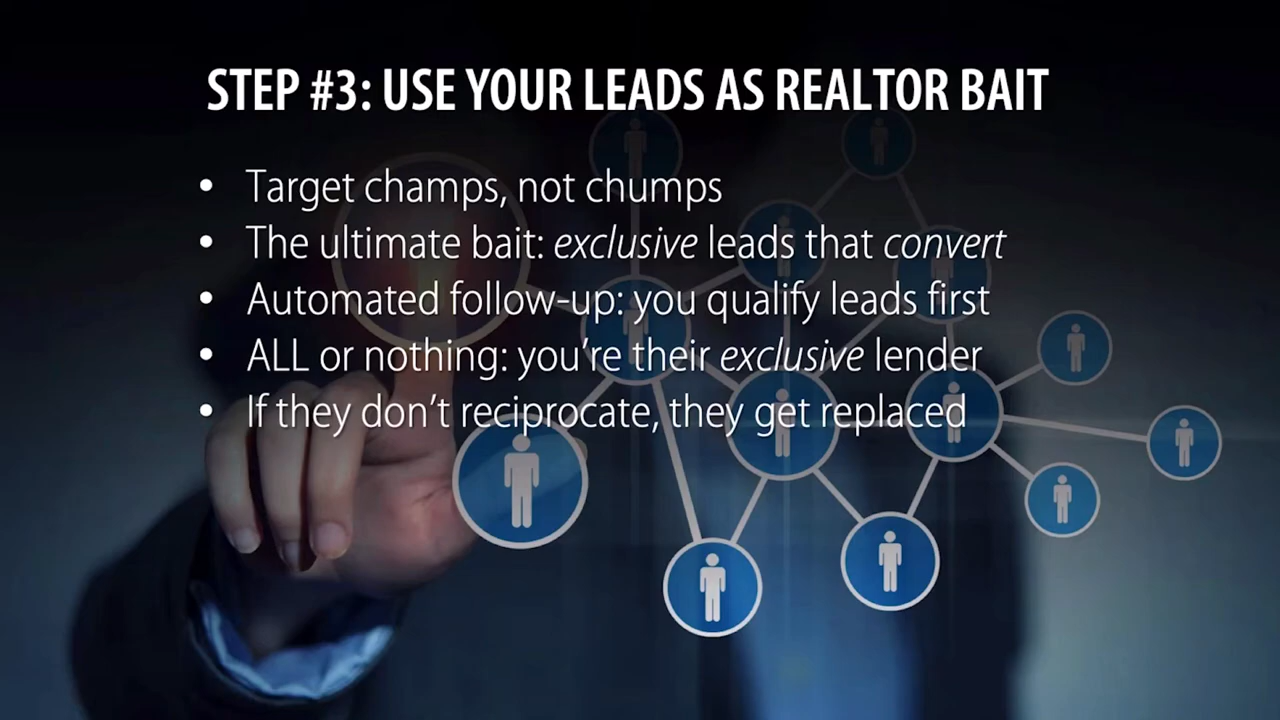 STEP #3: USE YOUR LEADS AS REALTOR BAIT
• Target champs, not chumps
• The ultimate bait: exclusive leads that convert
• Automated follow-up: you qualify leads first
• ALL or nothing: you’re their exclusive lender
• If they don’t reciprocate, they get replaced